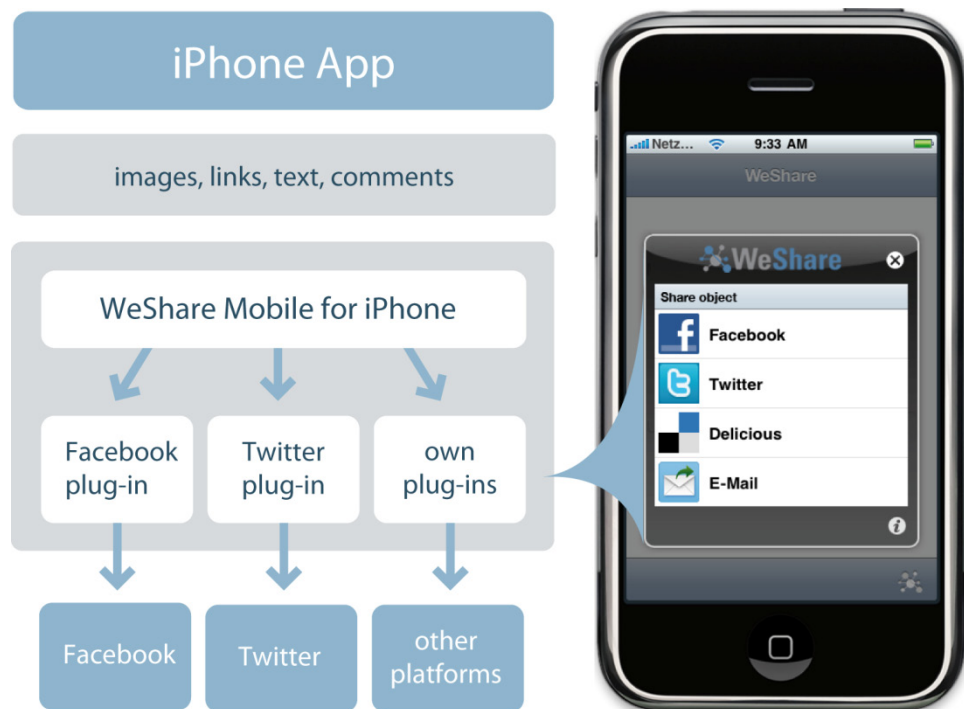 iPhone App
images, links, text, comments
WeShare Mobile for iPhone
Facebook
plug-in
Twitter
plug-in
own
plug-ins
Facebook
Twitter
other
platforms
Netz... 9:33 AM
WeShare
WeShare
Share object
Facebook
Twitter
Delicious
E-Mail